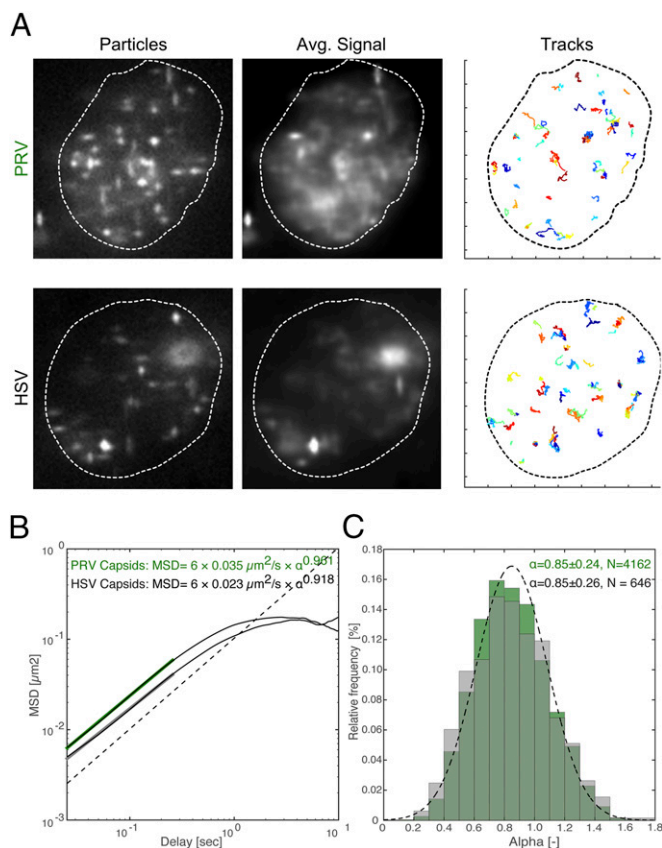 A
Particles
Avg. Signal
Tracks
PRV
HSV
B
10⁰
PRV Capsids: MSD= 6 × 0.035 µm²/s × α^0.961
HSV Capsids: MSD= 6 × 0.023 µm²/s × α^0.918
MSD [µm2]
10⁻¹
10⁻²
10⁻³
10⁻¹
10⁰
10 1
Delay [sec]
C
0.18
0.16
0.14
0.12
0.10
0.08
0.06
0.04
0.02
0
Relative frequency [%]
α=0.85±0.24, N=4162
α=0.85±0.26, N = 646
0 0.2 0.4 0.6 0.8 1.0 1.2 1.4 1.6 1.8
Alpha [-]